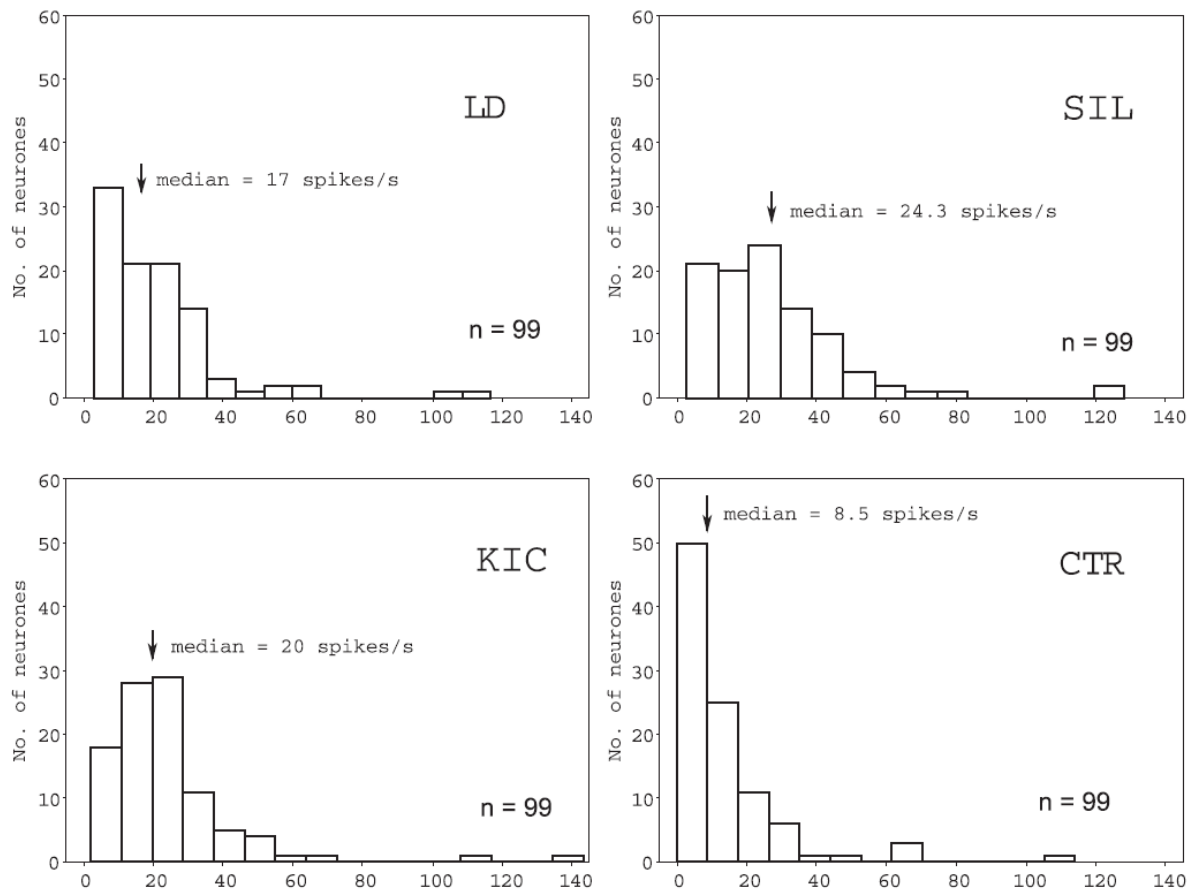 LD
median = 17 spikes/s
n = 99
No. of neurones
60
50
40
30
20
10
0
0 20 40 60 80 100 120 140
SIL
median = 24.3 spikes/s
n = 99
No. of neurones
60
50
40
30
20
10
0
0 20 40 60 80 100 120 140
KIC
median = 20 spikes/s
n = 99
No. of neurones
60
50
40
30
20
10
0
0 20 40 60 80 100 120 140
CTR
median = 8.5 spikes/s
n = 99
No. of neurones
60
50
40
30
20
10
0
0 20 40 60 80 100 120 140